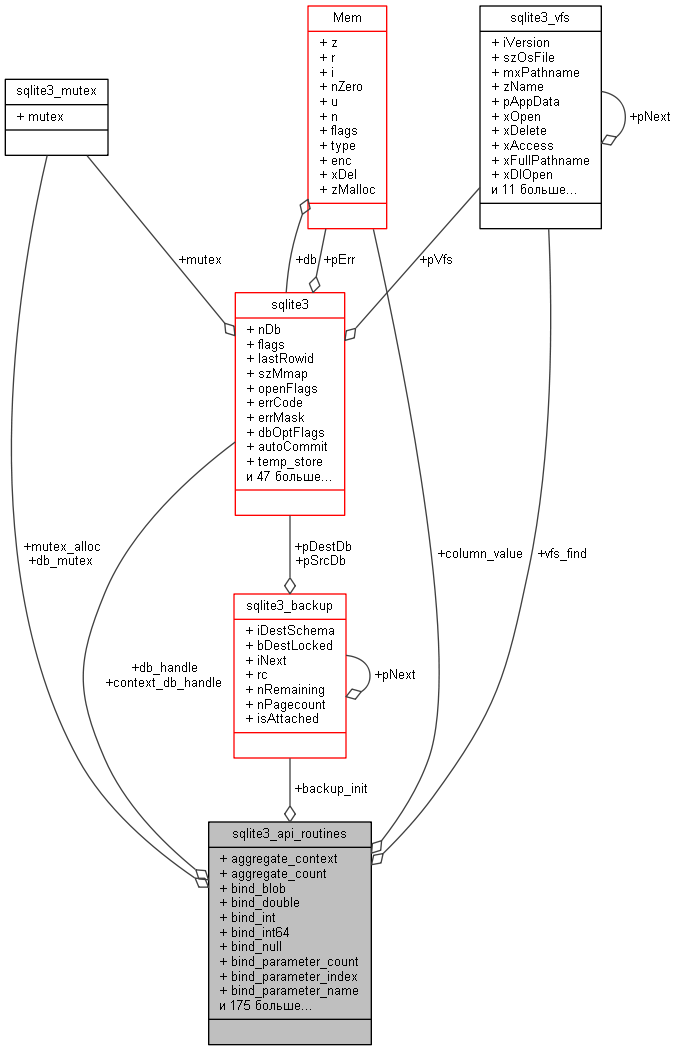 Mem
+ z
+ r
+ i
+ nZero
+ u
+ n
+ flags
+ type
+ enc
+ xDel
+ zMalloc
sqlite3_vfs
+ iVersion
+ szOsFile
+ mxPathname
+ zName
+ pAppData
+ xOpen
+ xDelete
+ xAccess
+ xFullPathname
+ xDlOpen
и 11 больше...
+pNext
sqlite3_mutex
+ mutex
+mutex
+db
+pErr
+pVfs
sqlite3
+ nDb
+ flags
+ lastRowid
+ szMmap
+ openFlags
+ errCode
+ errMask
+ dbOptFlags
+ autoCommit
+ temp_store
и 47 больше...
+mutex_alloc
+db_mutex
+pDestDb
+pSrcDb
+column_value
+vfs_find
sqlite3_backup
+ iDestSchema
+ bDestLocked
+ iNext
+ rc
+ nRemaining
+ nPagecount
+ isAttached
+pNext
+db_handle
+context_db_handle
+backup_init
sqlite3_api_routines
+ aggregate_context
+ aggregate_count
+ bind_blob
+ bind_double
+ bind_int
+ bind_int64
+ bind_null
+ bind_parameter_count
+ bind_parameter_index
+ bind_parameter_name
и 175 больше...